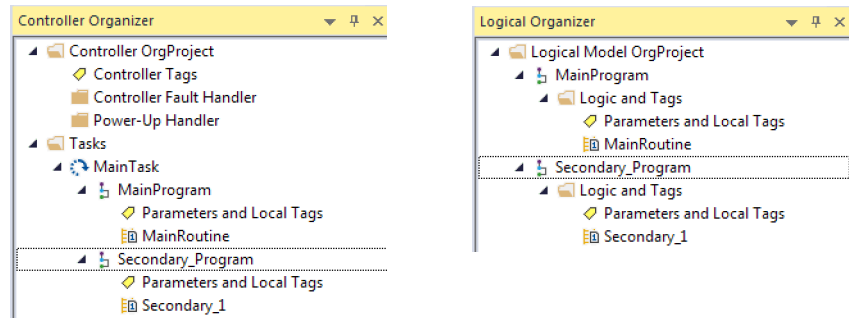 Controller Organizer
Controller OrgProject
Controller Tags
Controller Fault Handler
Power-Up Handler
Tasks
MainTask
MainProgram
Parameters and Local Tags
MainRoutine
Secondary_Program
Parameters and Local Tags
Secondary_1
Logical Organizer
Logical Model OrgProject
MainProgram
Logic and Tags
Parameters and Local Tags
MainRoutine
Secondary_Program
Logic and Tags
Parameters and Local Tags
Secondary_1